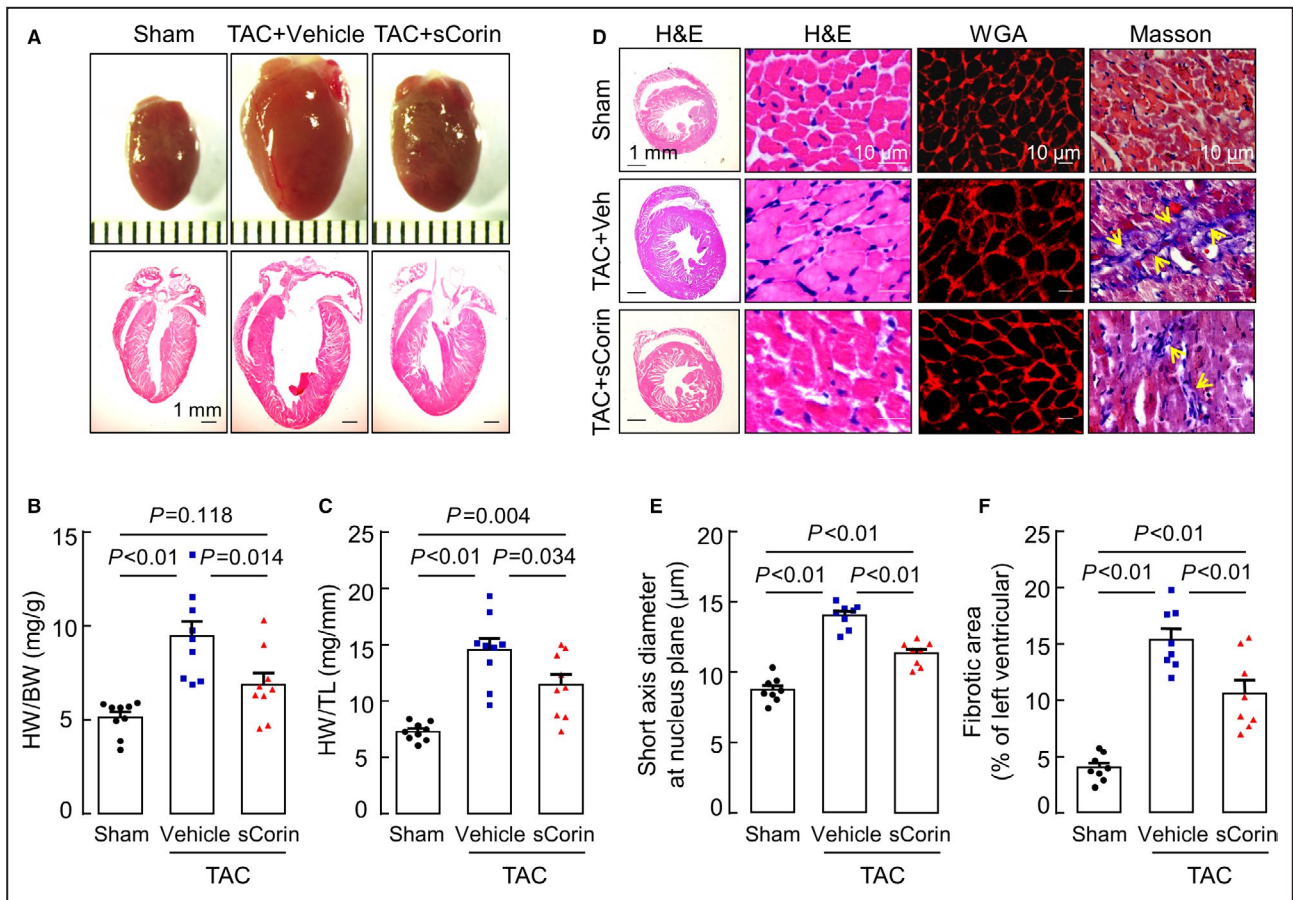 A
Sham TAC+Vehicle TAC+sCorin
1 mm
D
H&E H&E WGA Masson
Sham
1 mm 10 µm 10 µm 10 µm
TAC+Veh
TAC+sCorin
B
P=0.118
P<0.01 P=0.014
HW/BW (mg/g)
15
10
5
0
Sham Vehicle sCorin
TAC
C
P=0.004
P<0.01 P=0.034
HW/TL (mg/mm)
25
20
15
10
5
0
Sham Vehicle sCorin
TAC
E
P<0.01
P<0.01 P<0.01
Short axis diameter
at nucleus plane (µm)
20
15
10
5
0
Sham Vehicle sCorin
TAC
F
P<0.01
P<0.01 P<0.01
Fibrotic area
(% of left ventricular)
25
20
15
10
5
0
Sham Vehicle sCorin
TAC